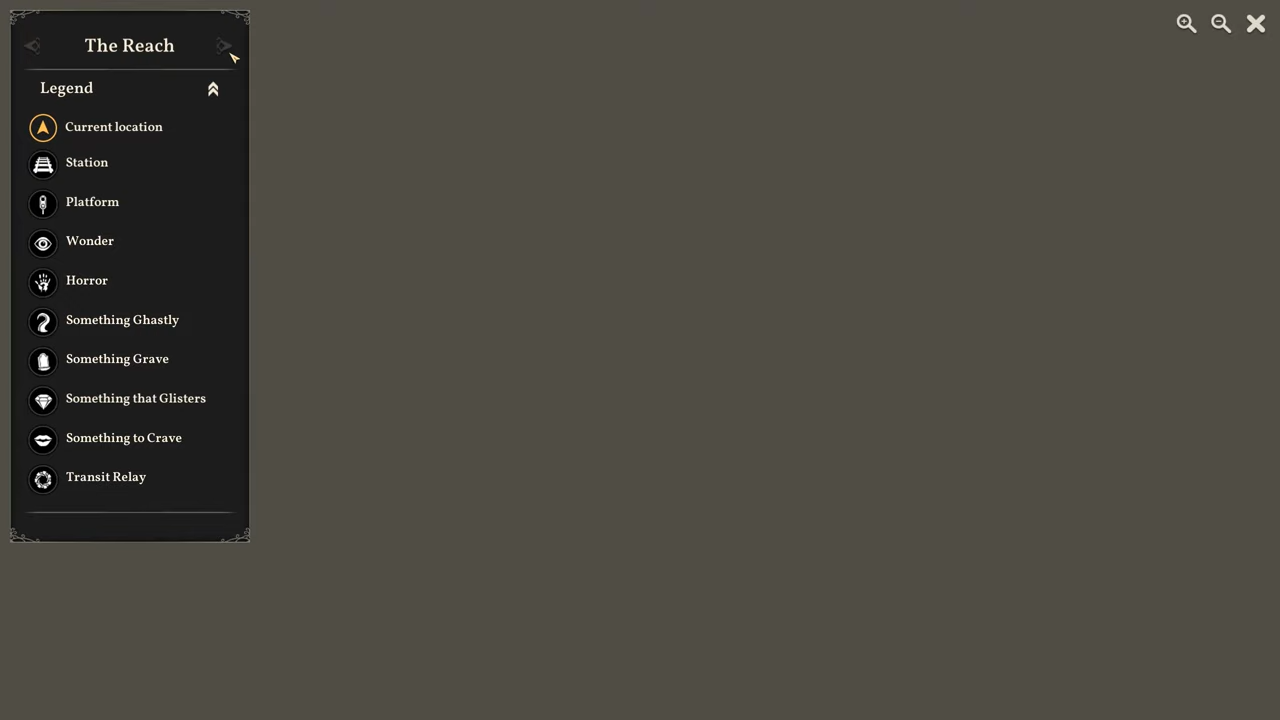 The Reach
Legend
Current location
Station
Platform
Wonder
Horror
Something Ghastly
Something Grave
Something that Glisters
Something to Crave
Transit Relay